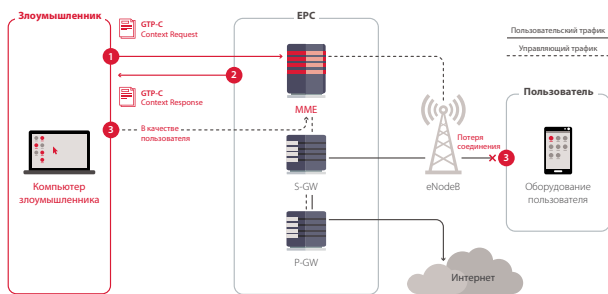 Злоумышленник
EPC
GTP-C
Context Request
Пользовательский трафик
Управляющий трафик
1
2
GTP-C
Context Response
MME
Пользователь
3
В качестве
пользователя
Потеря
соединения
3
Компьютер
злоумышленника
S-GW
eNodeB
Оборудование
пользователя
P-GW
Интернет